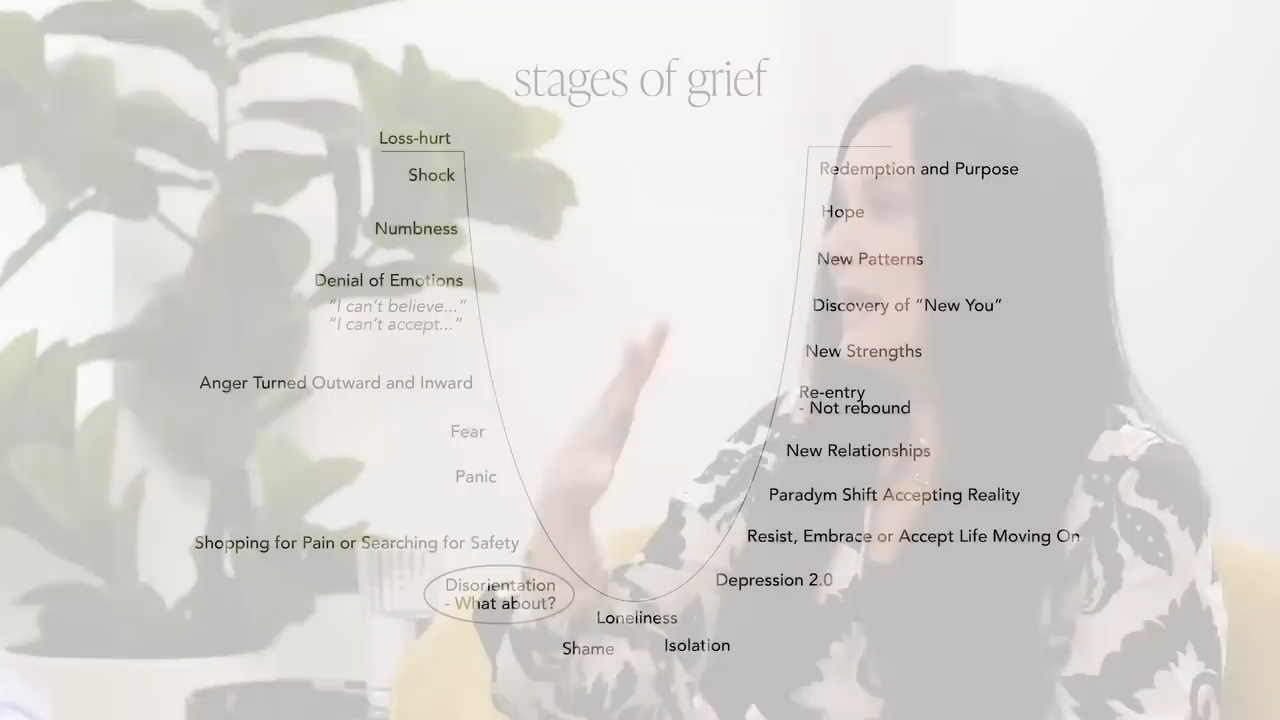 stages of grief
Loss-hurt
Shock
Numbness
Denial of Emotions
“I can’t believe...”
“I can’t accept...”
Anger Turned Outward and Inward
Fear
Panic
Shopping for Pain or Searching for Safety
Disorientation
- What about?
Loneliness
Shame
Isolation
Depression 2.0
Resist, Embrace or Accept Life Moving On
Paradym Shift Accepting Reality
New Relationships
Re-entry
- Not rebound
New Strengths
Discovery of “New You”
New Patterns
Hope
Redemption and Purpose